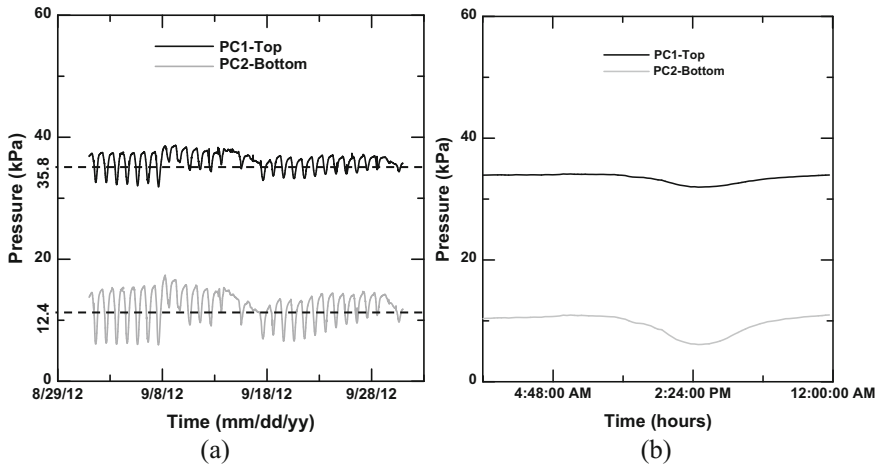 60
40
35.8
20
12.4
0
Pressure (kPa)
PC1-Top
PC2-Bottom
8/29/12
9/8/12
9/18/12
9/28/12
Time (mm/dd/yy)
(a)
60
40
20
0
Pressure (kPa)
PC1-Top
PC2-Bottom
4:48:00 AM
2:24:00 PM
12:00:00 AM
Time (hours)
(b)